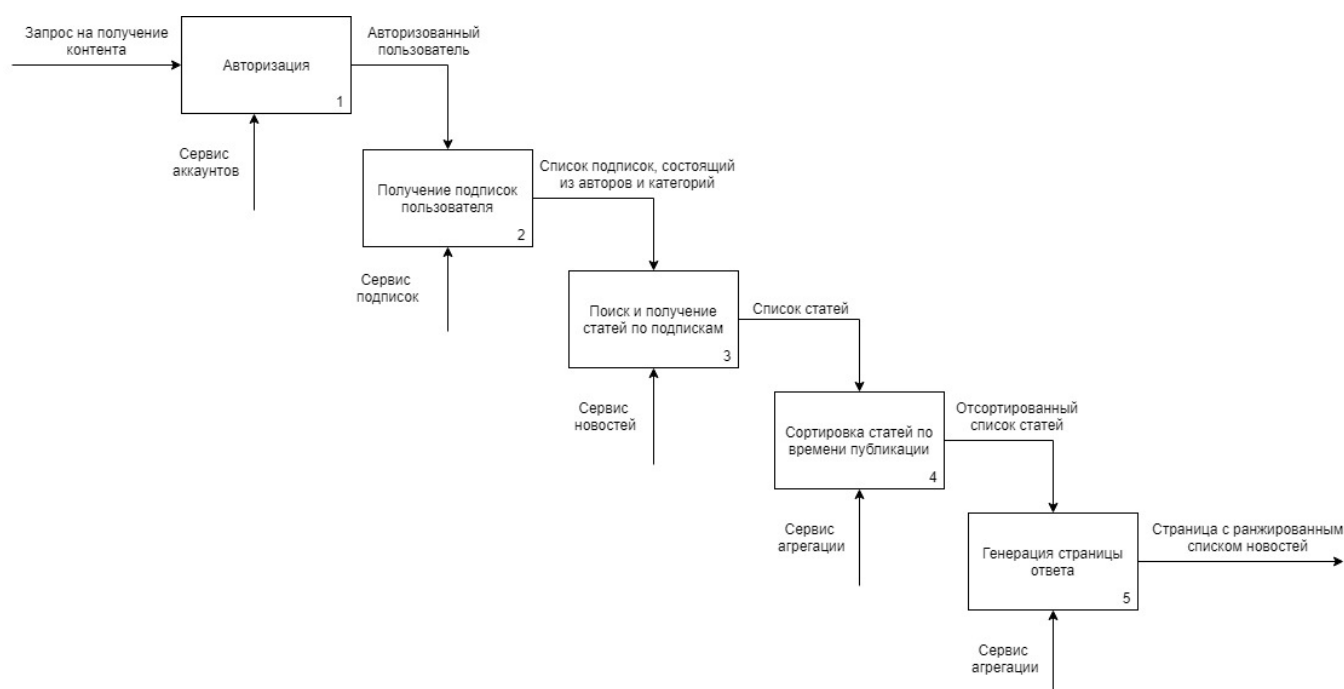 Запрос на получение
контента
Авторизация
1
Авторизованный
пользователь
Сервис
аккаунтов
Получение подписок
пользователя
2
Список подписок, состоящий
из авторов и категорий
Сервис
подписок
Поиск и получение
статей по подпискам
3
Список статей
Сервис
новостей
Сортировка статей по
времени публикации
4
Отсортированный
список статей
Сервис
агрегации
Генерация страницы
ответа
5
Страница с ранжированным
списком новостей
Сервис
агрегации